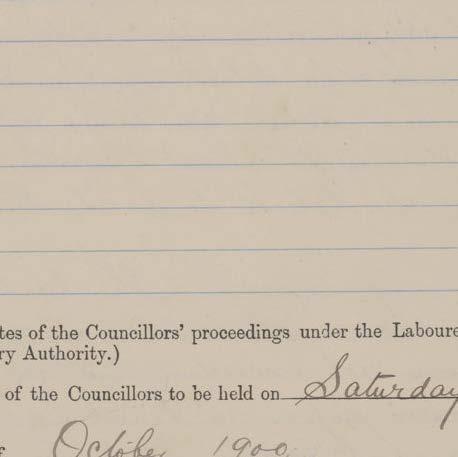 tes of the Councillors' proceedings under the Laboure
ry Authority.)
of the Councillors to be held on Saturday
October 1900